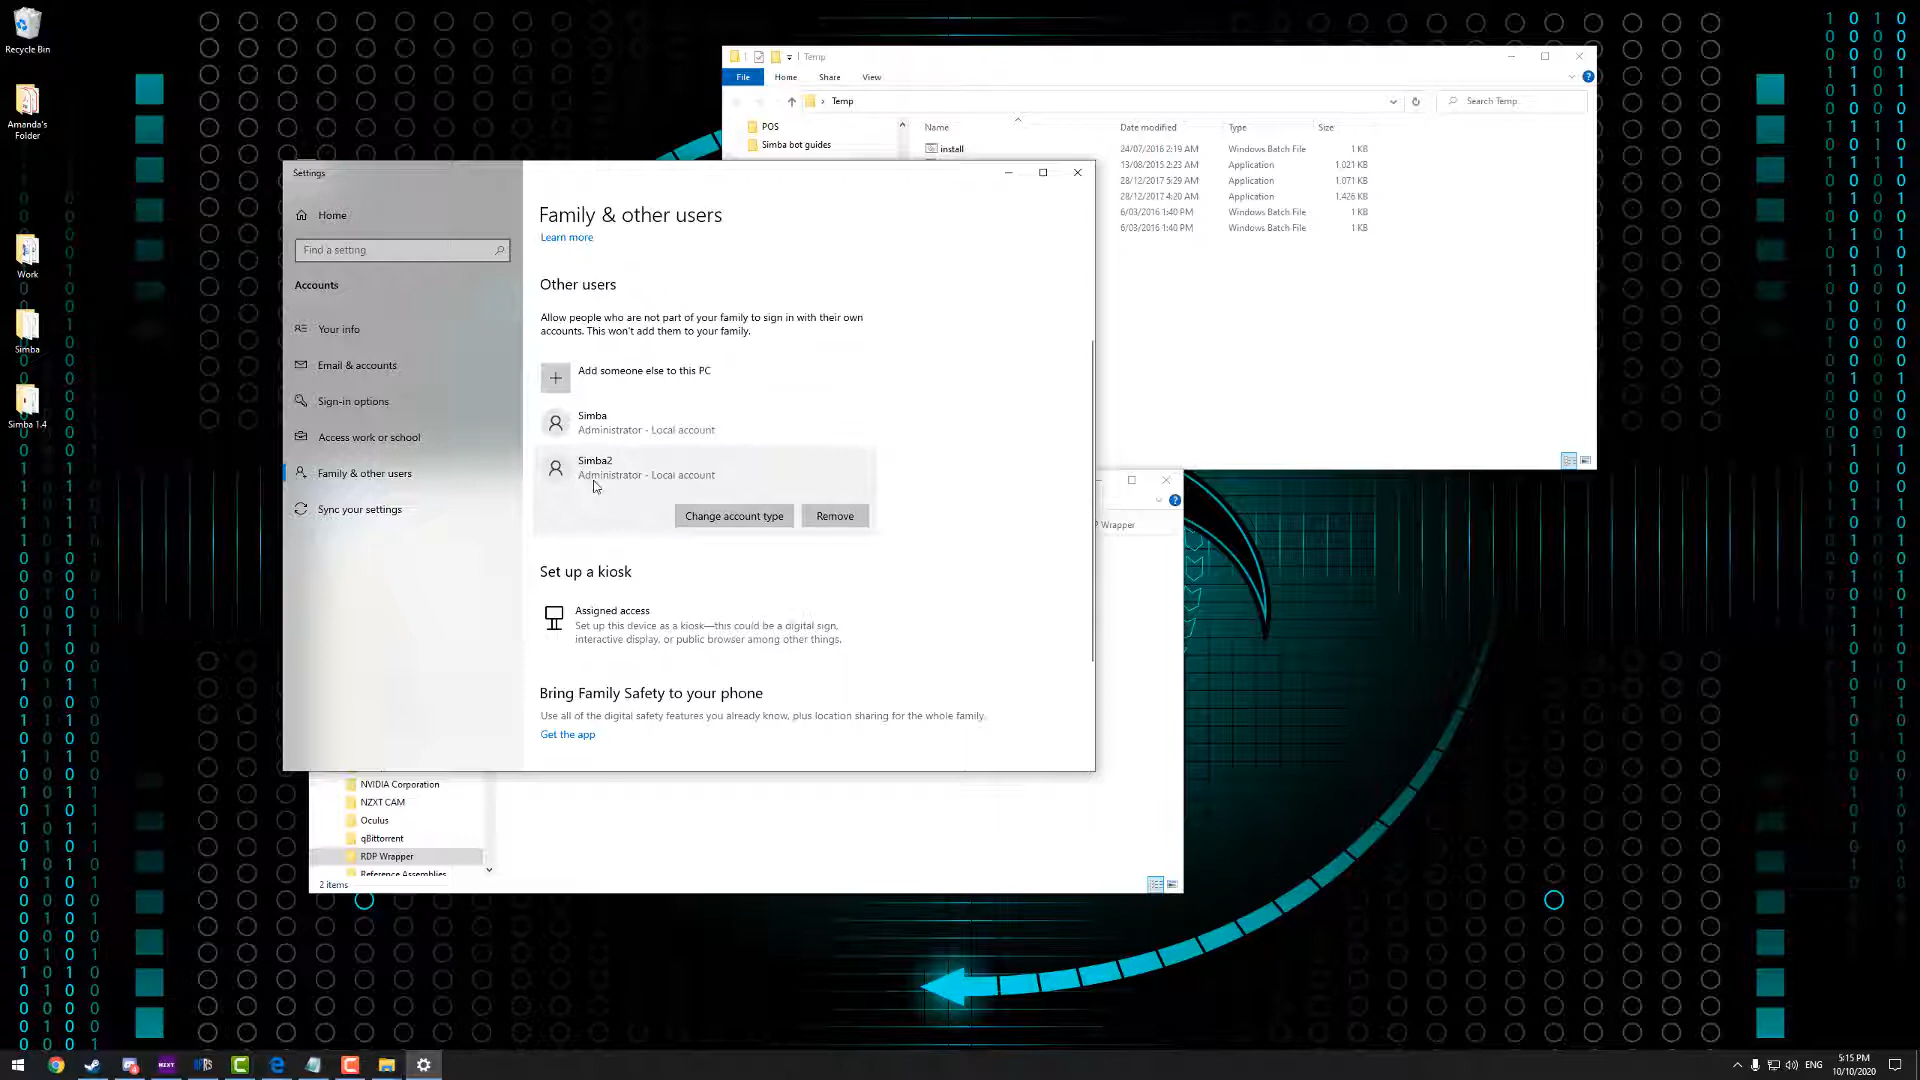 Recycle Bin
Amanda's
Folder
Work
Simba
Simba 1.4
Temp
File Home Share View
Temp
Search Temp
POS
Simba bot guides
Name Date modified Type Size
install 24/07/2016 2:19 AM Windows Batch File 1 KB
13/08/2015 2:23 AM Application 1,021 KB
28/12/2017 5:29 AM Application 1,071 KB
28/12/2017 4:20 AM Application 1,426 KB
6/03/2016 1:40 PM Windows Batch File 1 KB
6/03/2016 1:40 PM Windows Batch File 1 KB
Settings
Home
Find a setting
Accounts
Your info
Email & accounts
Sign-in options
Access work or school
Family & other users
Sync your settings
Family & other users
Learn more
Other users
Allow people who are not part of your family to sign in with their own
accounts. This won't add them to your family.
Add someone else to this PC
Simba
Administrator - Local account
Simba2
Administrator - Local account
Change account type Remove
Set up a kiosk
Assigned access
Set up this device as a kiosk—this could be a digital sign,
interactive display, or public browser among other things.
Bring Family Safety to your phone
Use all of the digital safety features you already know, plus location sharing for the whole family.
Get the app
Wrapper
NVIDIA Corporation
NZXT CAM
Oculus
qBittorrent
RDP Wrapper
Reference Assemblies
2 items
NZXT
ENG
5:15 PM
10/10/2020